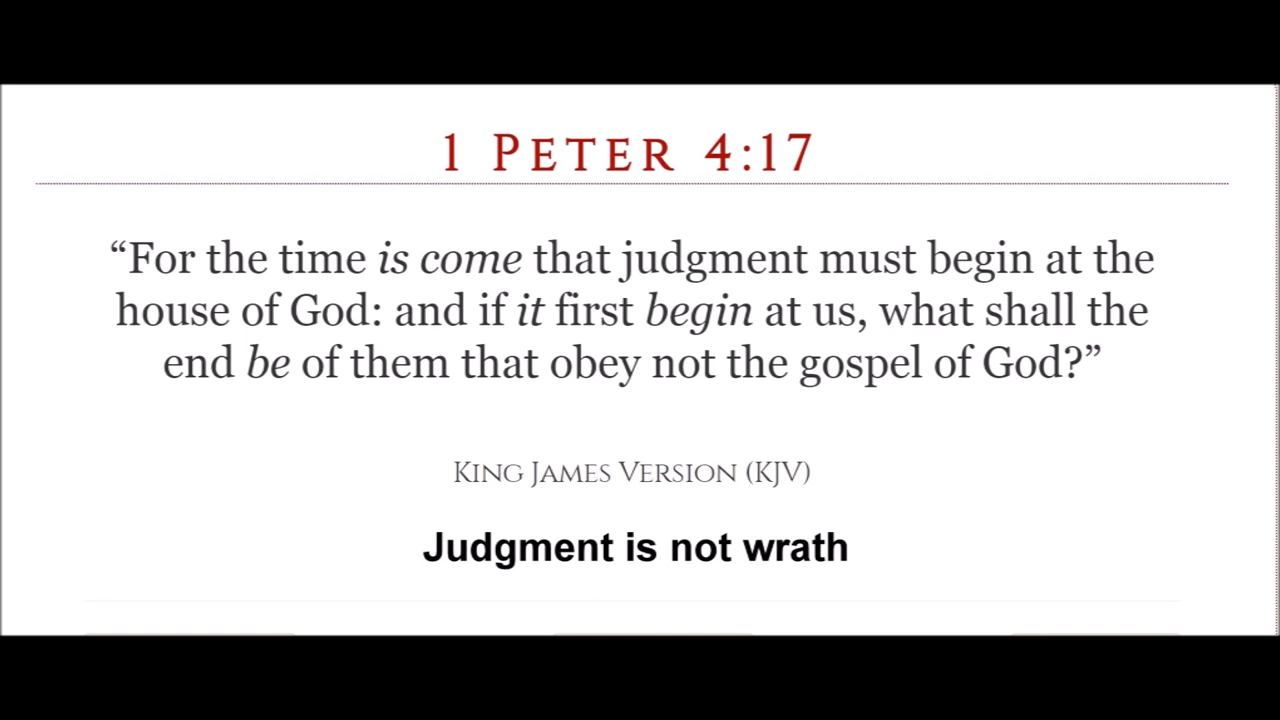 1 PETER 4:17
“For the time is come that judgment must begin at the
house of God: and if it first begin at us, what shall the
end be of them that obey not the gospel of God?”
KING JAMES VERSION (KJV)
Judgment is not wrath